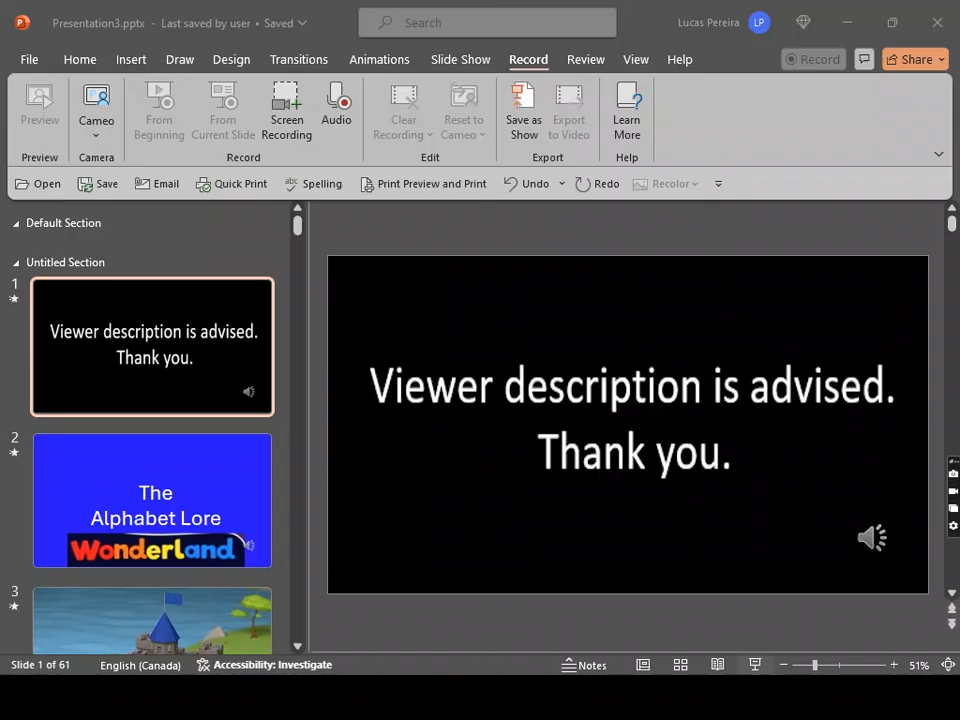 Presentation3.pptx - Last saved by user • Saved
Search
Lucas Pereira
LP
File Home Insert Draw Design Transitions Animations Slide Show Record Review View Help
Record
Share
Preview
Cameo
From Beginning
From Current Slide
Screen Recording
Audio
Clear Recording
Reset to Cameo
Save as Show
Export to Video
Learn More
Preview Camera Record Edit Export Help
Open Save Email Quick Print Spelling Print Preview and Print Undo Redo Recolor
Default Section
Untitled Section
1
Viewer description is advised.
Thank you.
2
The
Alphabet Lore
Wonderland
3
Viewer description is advised.
Thank you.
Slide 1 of 61 English (Canada) Accessibility: Investigate Notes 51%